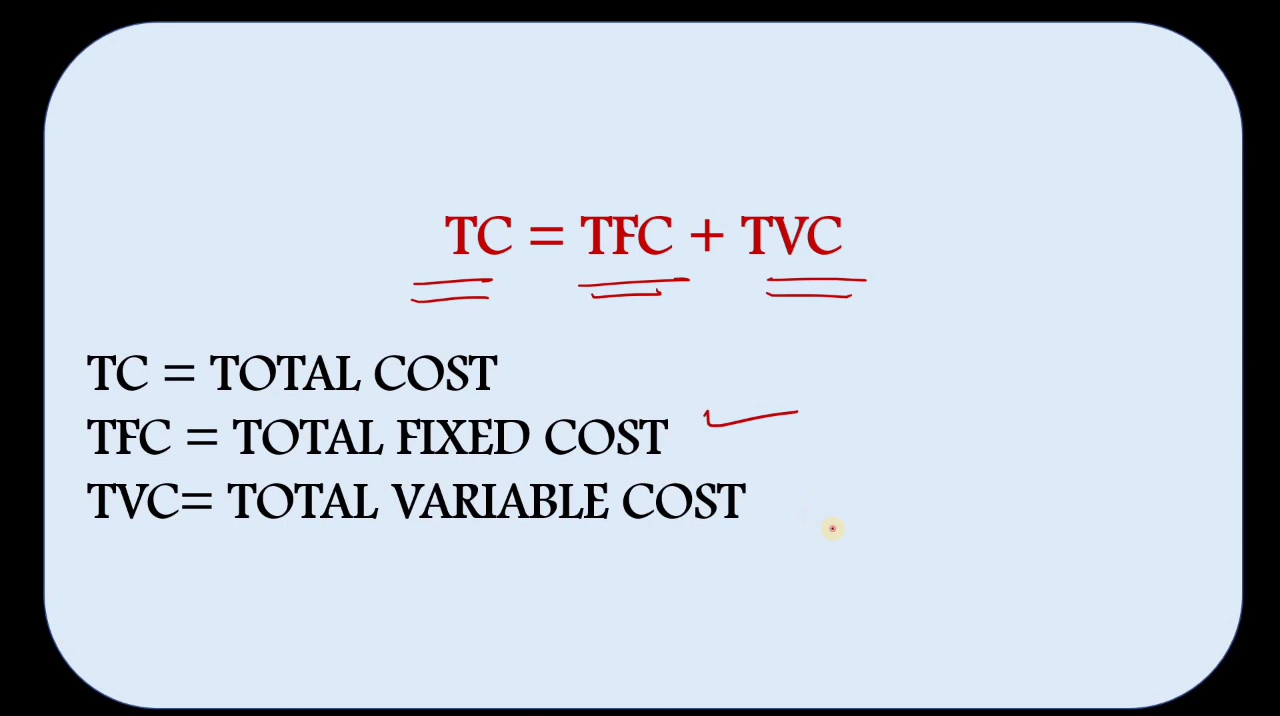 TC = TFC + TVC
TC = TOTAL COST
TFC = TOTAL FIXED COST
TVC= TOTAL VARIABLE COST